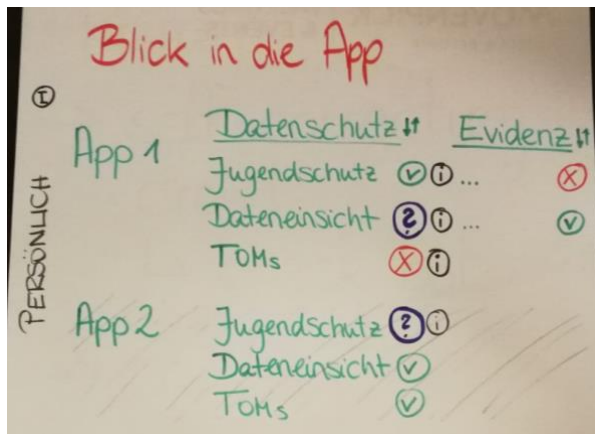 Blick in die App
PERSÖNLICH i
App 1
Datenschutz ↓↑ Evidenz ↓↑
Jugendschutz ✓ i ... X
Dateneinsicht ? i ... ✓
TOMs X i
App 2
Jugendschutz ? i
Dateneinsicht ✓
TOMs ✓